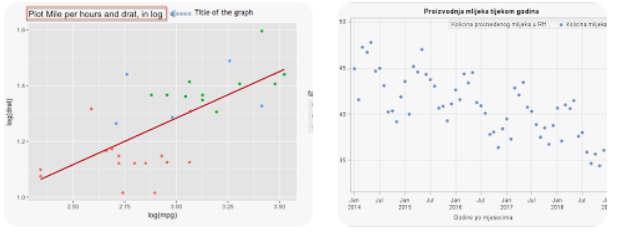 Plot Mile per hours and drat, in log
Title of the graph
log(drat)
1.6
1.4
1.2
1.0
2.50
2.75
3.00
3.25
3.50
log(mpg)
fa
Proizvodnja mlijeka tijekom godina
Kolicina proizvedenog mlijeka u RH :
Kolicina mlijeka
50
45
40
35
Jan Jul Jan Jul Jan Jul Jan Jul Jan Jul
2014 2015 2016 2017 2018
Godine po mjesecima